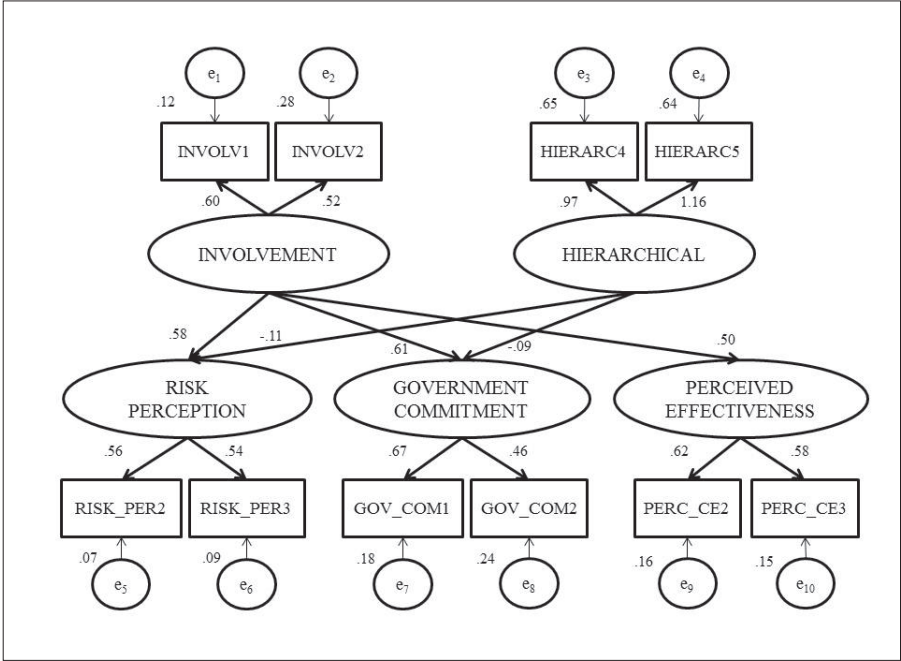 e1 e2 e3 e4
.12 .28 .65 .64
INVOLV1 INVOLV2 HIERARC4 HIERARC5
.60 .52 .97 1.16
INVOLVEMENT HIERARCHICAL
.58 -.11 .61 -.09 .50
RISK
PERCEPTION
GOVERNMENT
COMMITMENT
PERCEIVED
EFFECTIVENESS
.56 .54 .67 .46 .62 .58
RISK_PER2 RISK_PER3 GOV_COM1 GOV_COM2 PERC_CE2 PERC_CE3
.07 .09 .18 .24 .16 .15
e5 e6 e7 e8 e9 e10